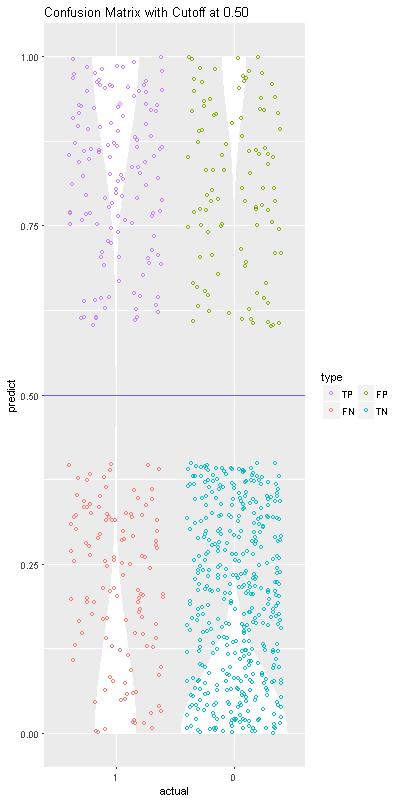 Confusion Matrix with Cutoff at 0.50
1.00
0.75
0.50
0.25
0.00
predict
1
0
actual
type
TP FP
FN TN